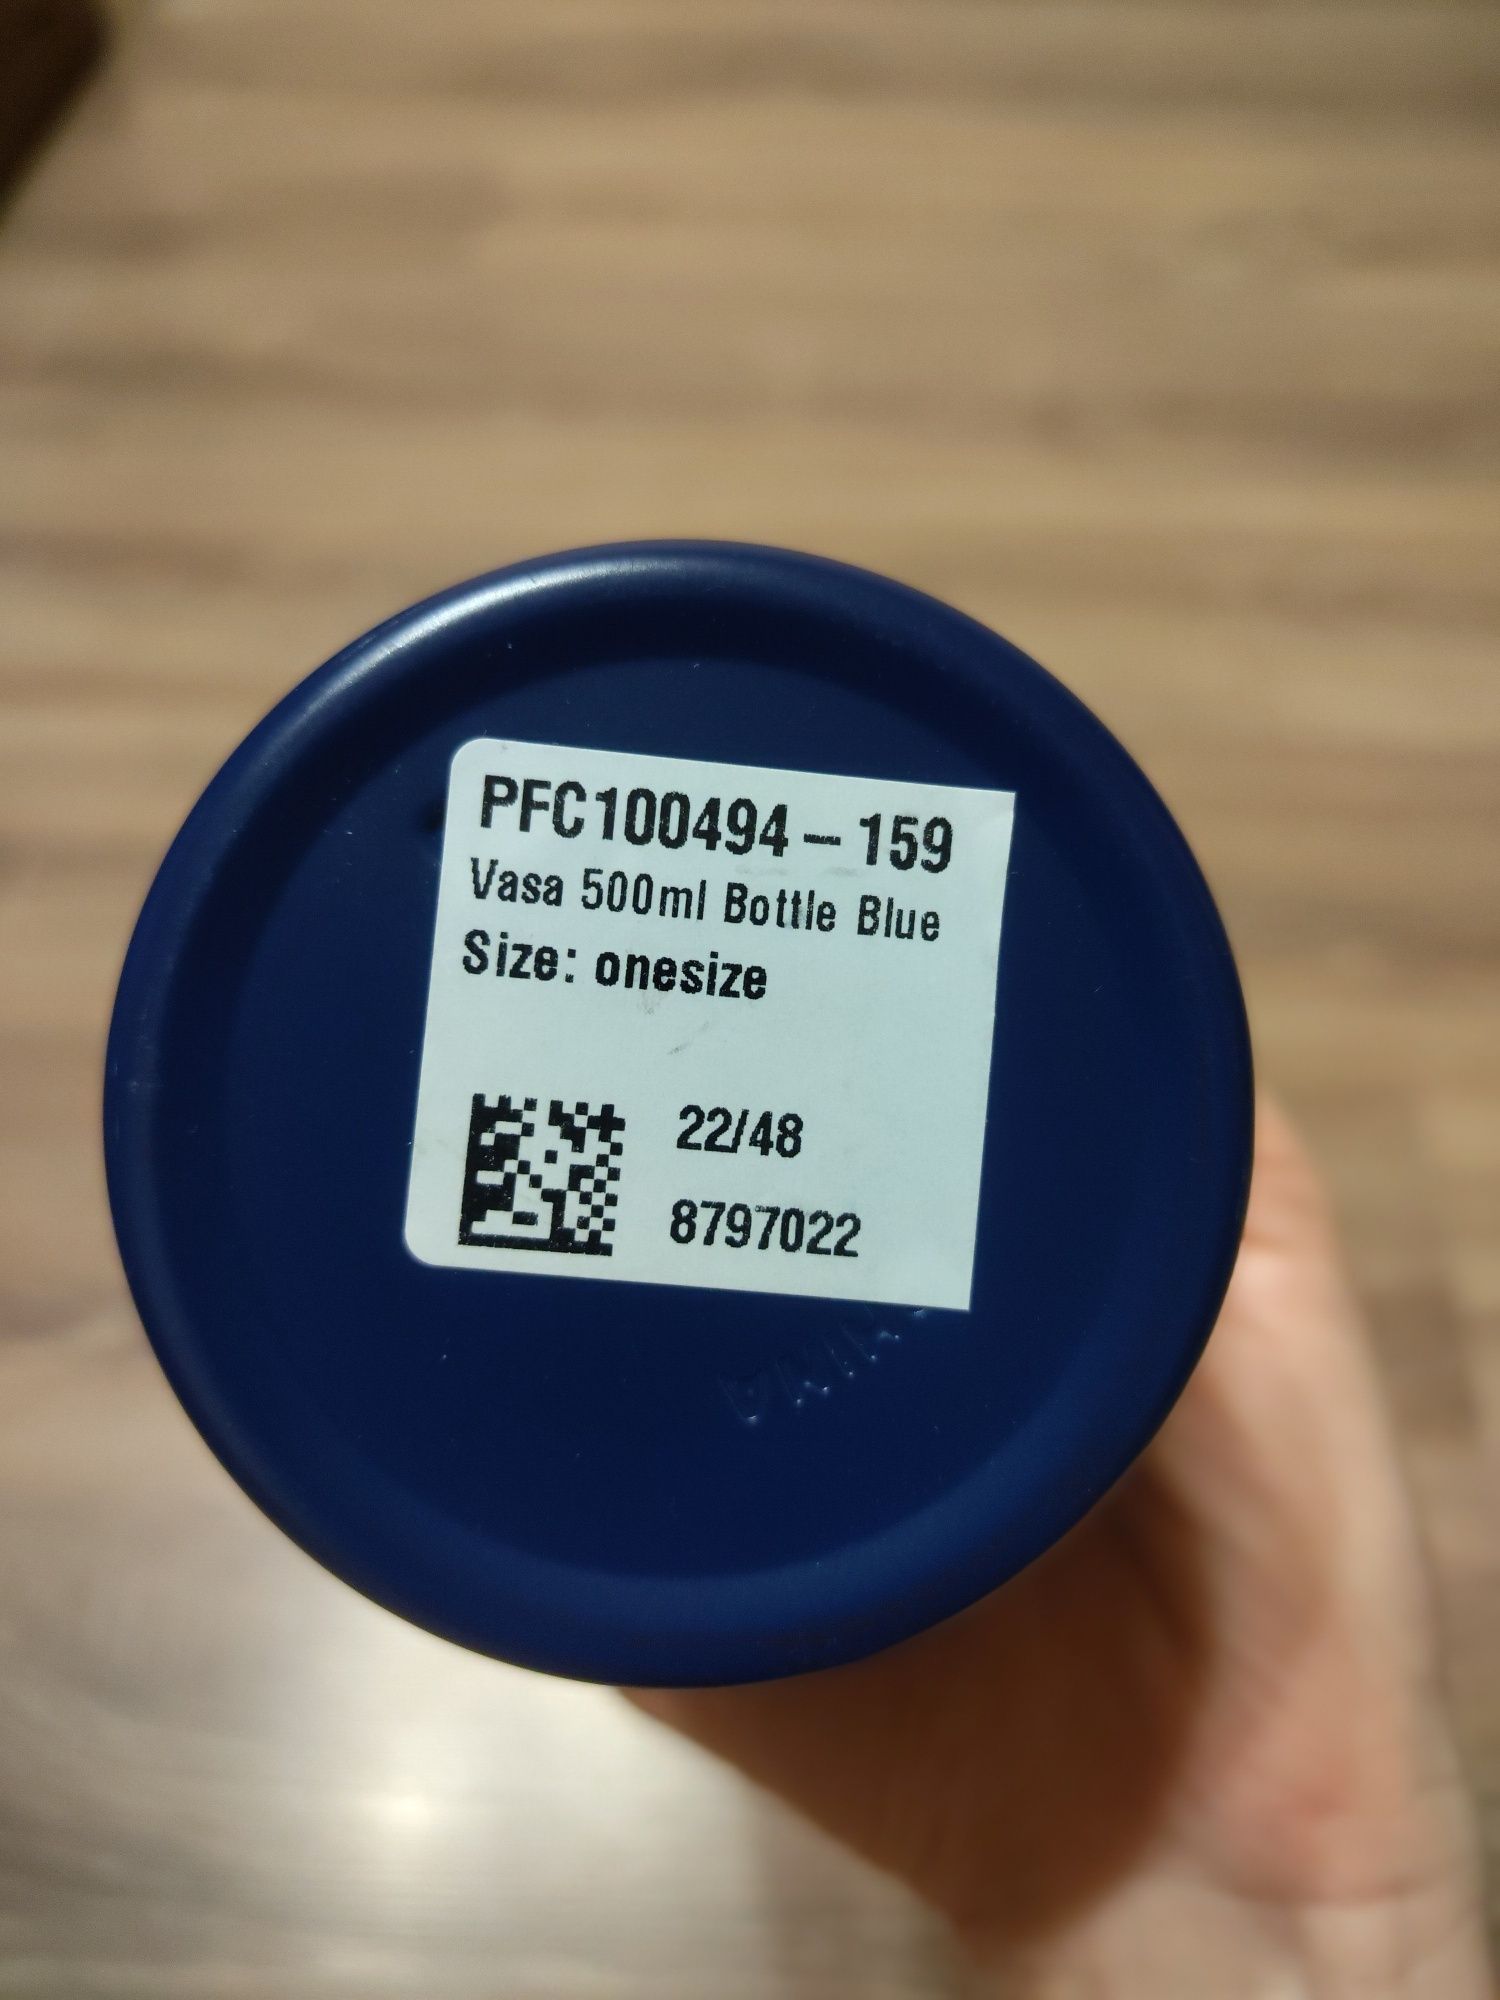 PFC100494-159
Vasa 500ml Bottle Blue
Size: onesize
22/48
8797022